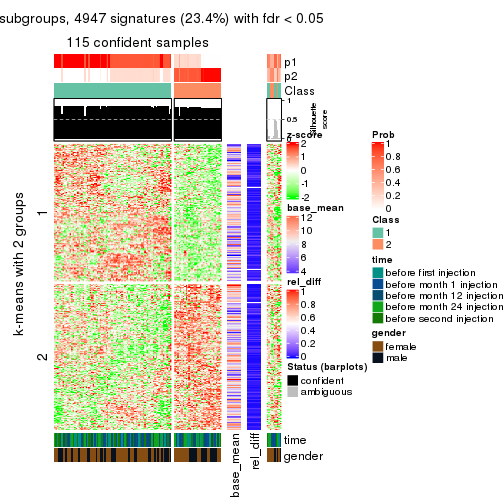 subgroups, 4947 signatures (23.4%) with fdr < 0.05
115 confident samples
p1
p2
Class
1
0.5
0
Silhouette
score
k-means with 2 groups
1
2
time
gender
base_mean
rel_diff
z-score
2
1
0
-1
-2
base_mean
12
10
8
6
4
rel_diff
1
0.8
0.6
0.4
0.2
0
Status (barplots)
confident
ambiguous
Prob
1
0.8
0.6
0.4
0.2
0
Class
1
2
time
before first injection
before month 1 injection
before month 12 injection
before month 24 injection
before second injection
gender
female
male